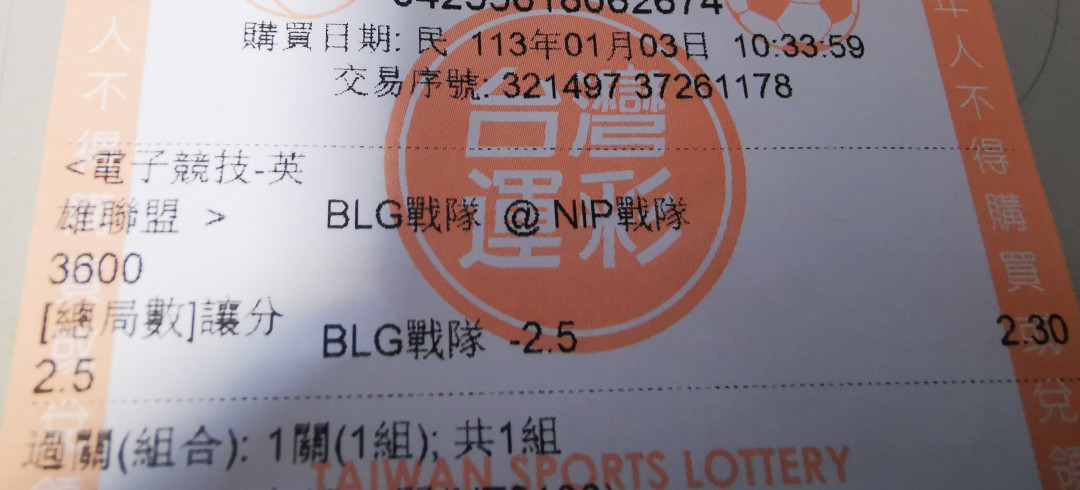 購買日期: 民 113年01月03日 10:33:59
交易序號: 321497 37261178
台灣
運彩
<電子競技-英
雄聯盟 > BLG戰隊 @ NIP戰隊
3600
[總局數]讓分
BLG戰隊 -2.5 2.30
2.5
過關(組合): 1關(1組); 共1組
TAIWAN SPORTS LOTTERY
人不得
年人不得購買或兌